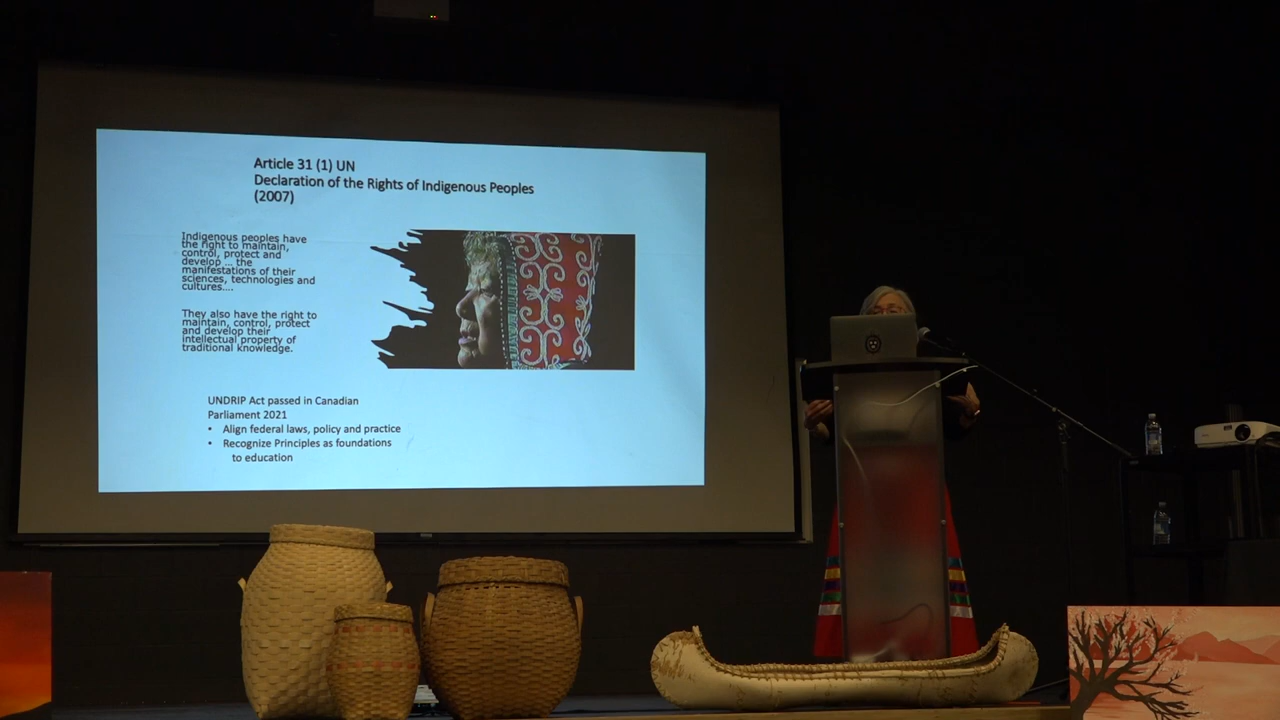 Article 31 (1) UN
Declaration of the Rights of Indigenous Peoples
(2007)
Indigenous peoples have
the right to maintain,
control, protect and
develop ... the
manifestations of their
sciences, technologies and
cultures....
They also have the right to
maintain, control, protect
and develop their
intellectual property of
traditional knowledge.
UNDRIP Act passed in Canadian
Parliament 2021
• Align federal laws, policy and practice
• Recognize Principles as foundations
to education